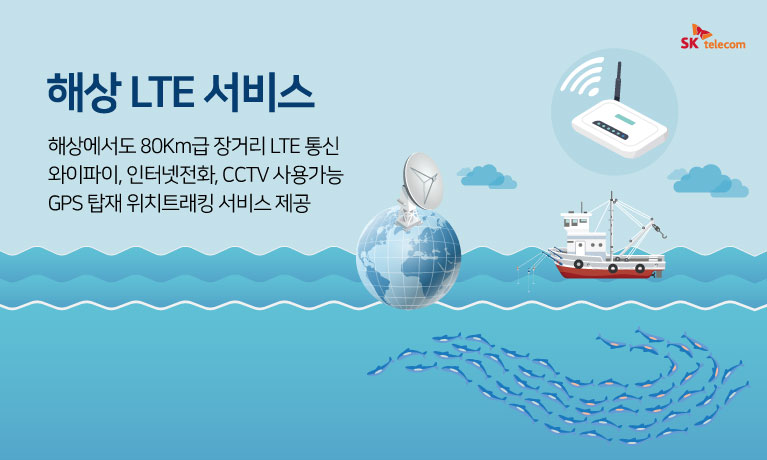 SK telecom
해상 LTE 서비스
해상에서도 80Km급 장거리 LTE 통신
와이파이, 인터넷전화, CCTV 사용가능
GPS 탑재 위치트래킹 서비스 제공